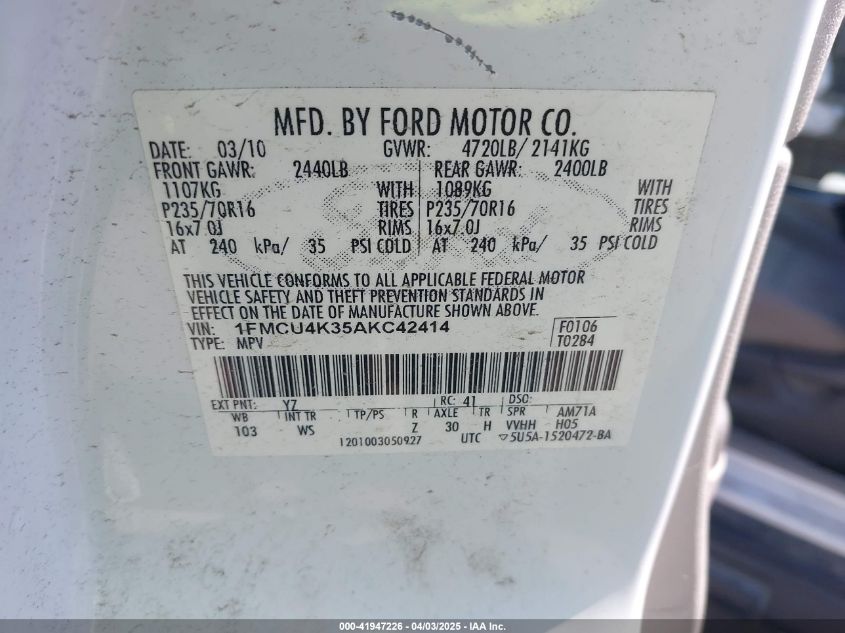 MFD. BY FORD MOTOR CO.
DATE: 03/10 GVWR: 4720LB/ 2141KG
FRONT GAWR: 2440LB REAR GAWR: 2400LB
1107KG WITH 1089KG WITH
P235/70R16 TIRES P235/70R16 TIRES
16x7.0J RIMS 16x7.0J RIMS
AT 240 kPa/ 35 PSI COLD AT 240 kPa/ 35 PSI COLD
THIS VEHICLE CONFORMS TO ALL APPLICABLE FEDERAL MOTOR
VEHICLE SAFETY AND THEFT PREVENTION STANDARDS IN
EFFECT ON THE DATE OF MANUFACTURE SHOWN ABOVE.
VIN: 1FMCU4K35AKC42414 F0106
TYPE: MPV T0284
EXT PNT: YZ RC: 41 DSO:
WB INT TR TP/PS R AXLE TR SPR AM71A
103 WS Z 30 H VVHH H05
1201003050927 UTC ▽5U5A-1520472-BA
000-41947226 - 04/03/2025 - IAA Inc.